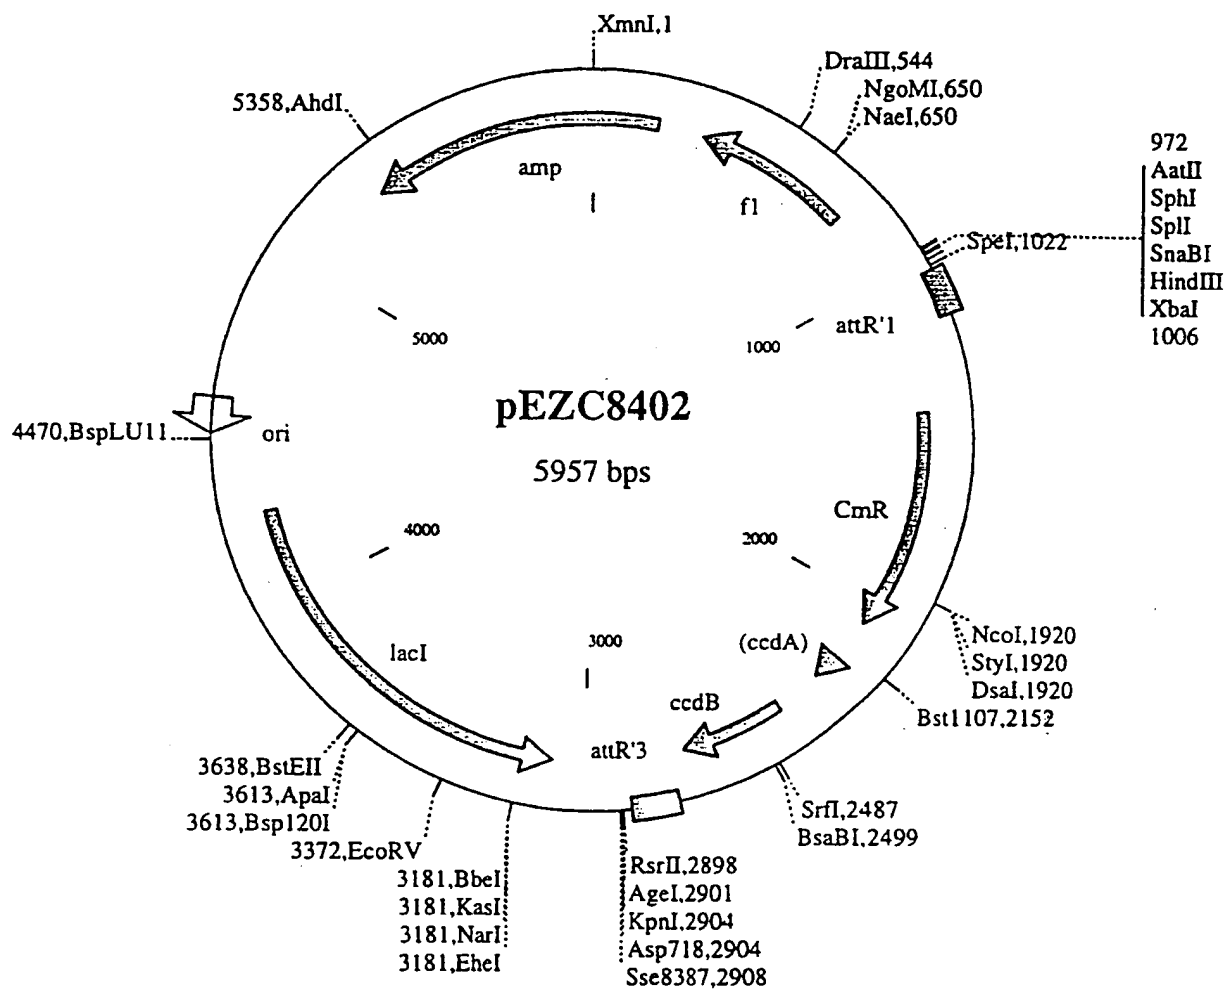 XmnI,1
DraIII,544
NgoMI,650
NaeI,650
5358,AhdI
972
AatII
SphI
SplI
SnaBI
HindIII
XbaI
1006
amp
f1
SpeI,1022
attR'1
5000
1000
pEZC8402
5957 bps
4470,BspLU11
ori
CmR
4000
2000
NcoI,1920
StyI,1920
DsaI,1920
Bst1107,2152
(ccdA)
lacI
3000
ccdB
attR'3
3638,BstEII
3613,ApaI
3613,Bsp120I
3372,EcoRV
3181,BbeI
3181,KasI
3181,NarI
3181,EheI
SrfI,2487
BsaBI,2499
RsrII,2898
AgeI,2901
KpnI,2904
Asp718,2904
Sse8387,2908